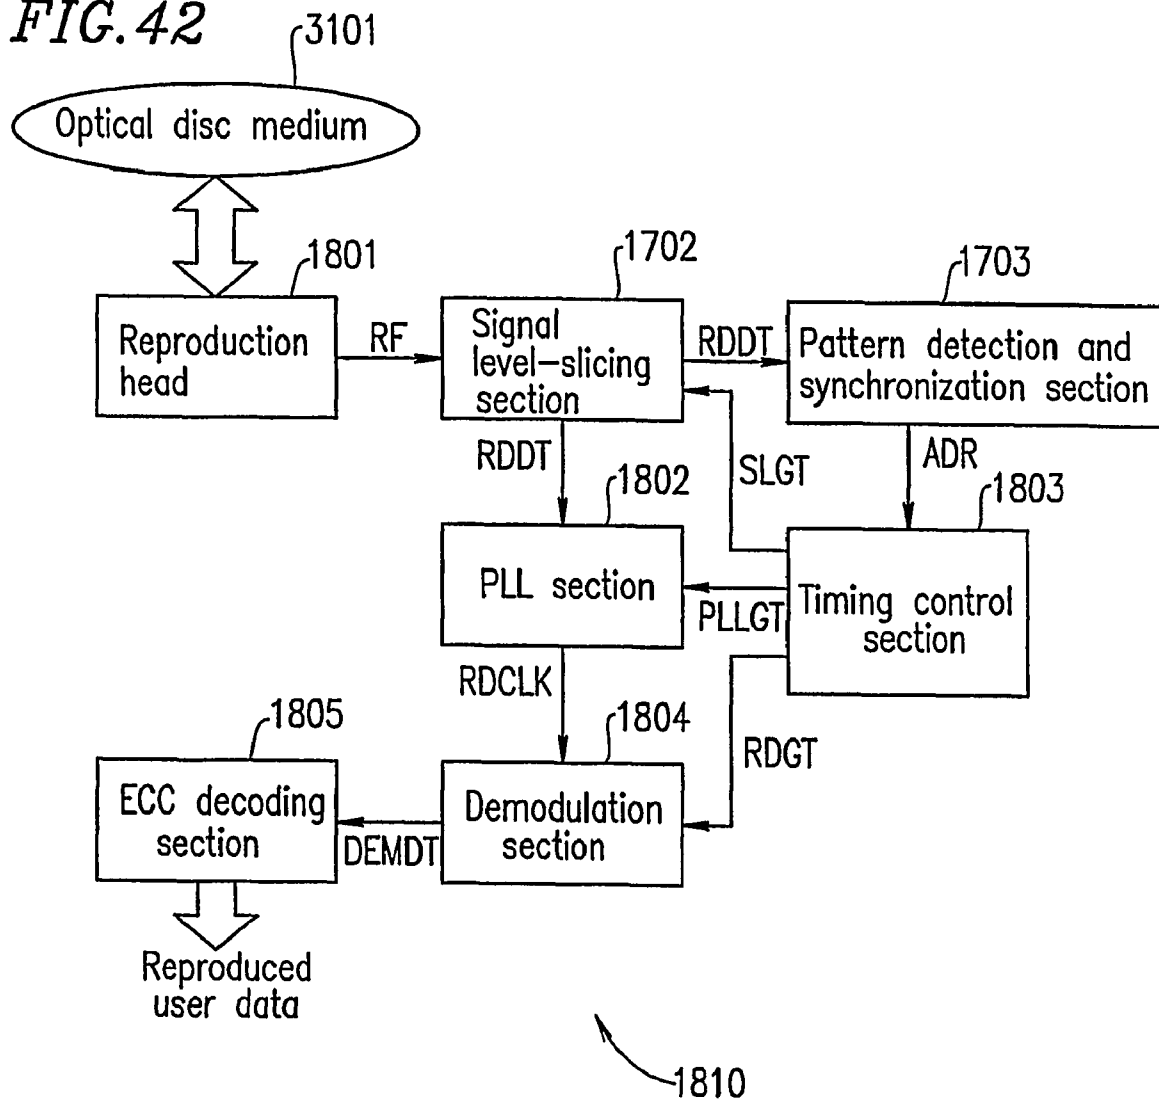 FIG. 42
3101
Optical disc medium
1801
1702
1703
Reproduction
head
RF
Signal
level-slicing
section
RDDT
Pattern detection and
synchronization section
RDDT
SLGT
ADR
1802
1803
PLL section
PLLGT
Timing control
section
RDCLK
1805
1804
RDGT
ECC decoding
section
DEMDT
Demodulation
section
Reproduced
user data
1810